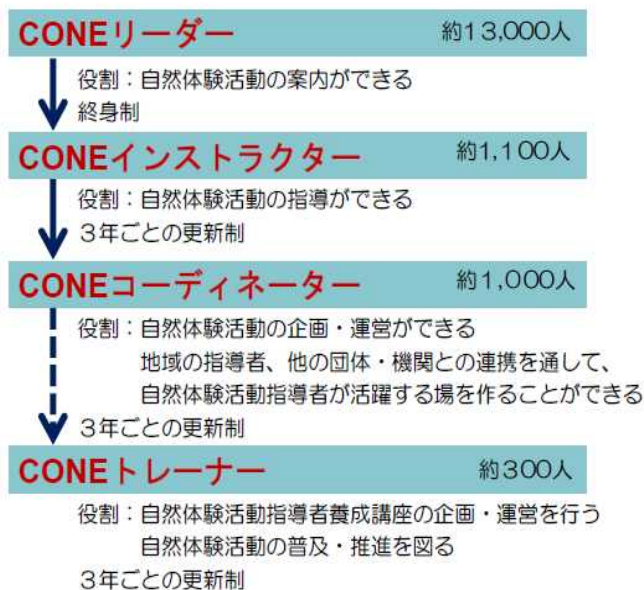 CONEリーダー 約13,000人
役割：自然体験活動の案内ができる
終身制
CONEインストラクター 約1,100人
役割：自然体験活動の指導ができる
３年ごとの更新制
CONEコーディネーター 約1,000人
役割：自然体験活動の企画・運営ができる
地域の指導者、他の団体・機関との連携を通して、
自然体験活動指導者が活躍する場を作ることができる
３年ごとの更新制
CONEトレーナー 約300人
役割：自然体験活動指導者養成講座の企画・運営を行う
自然体験活動の普及・推進を図る
３年ごとの更新制